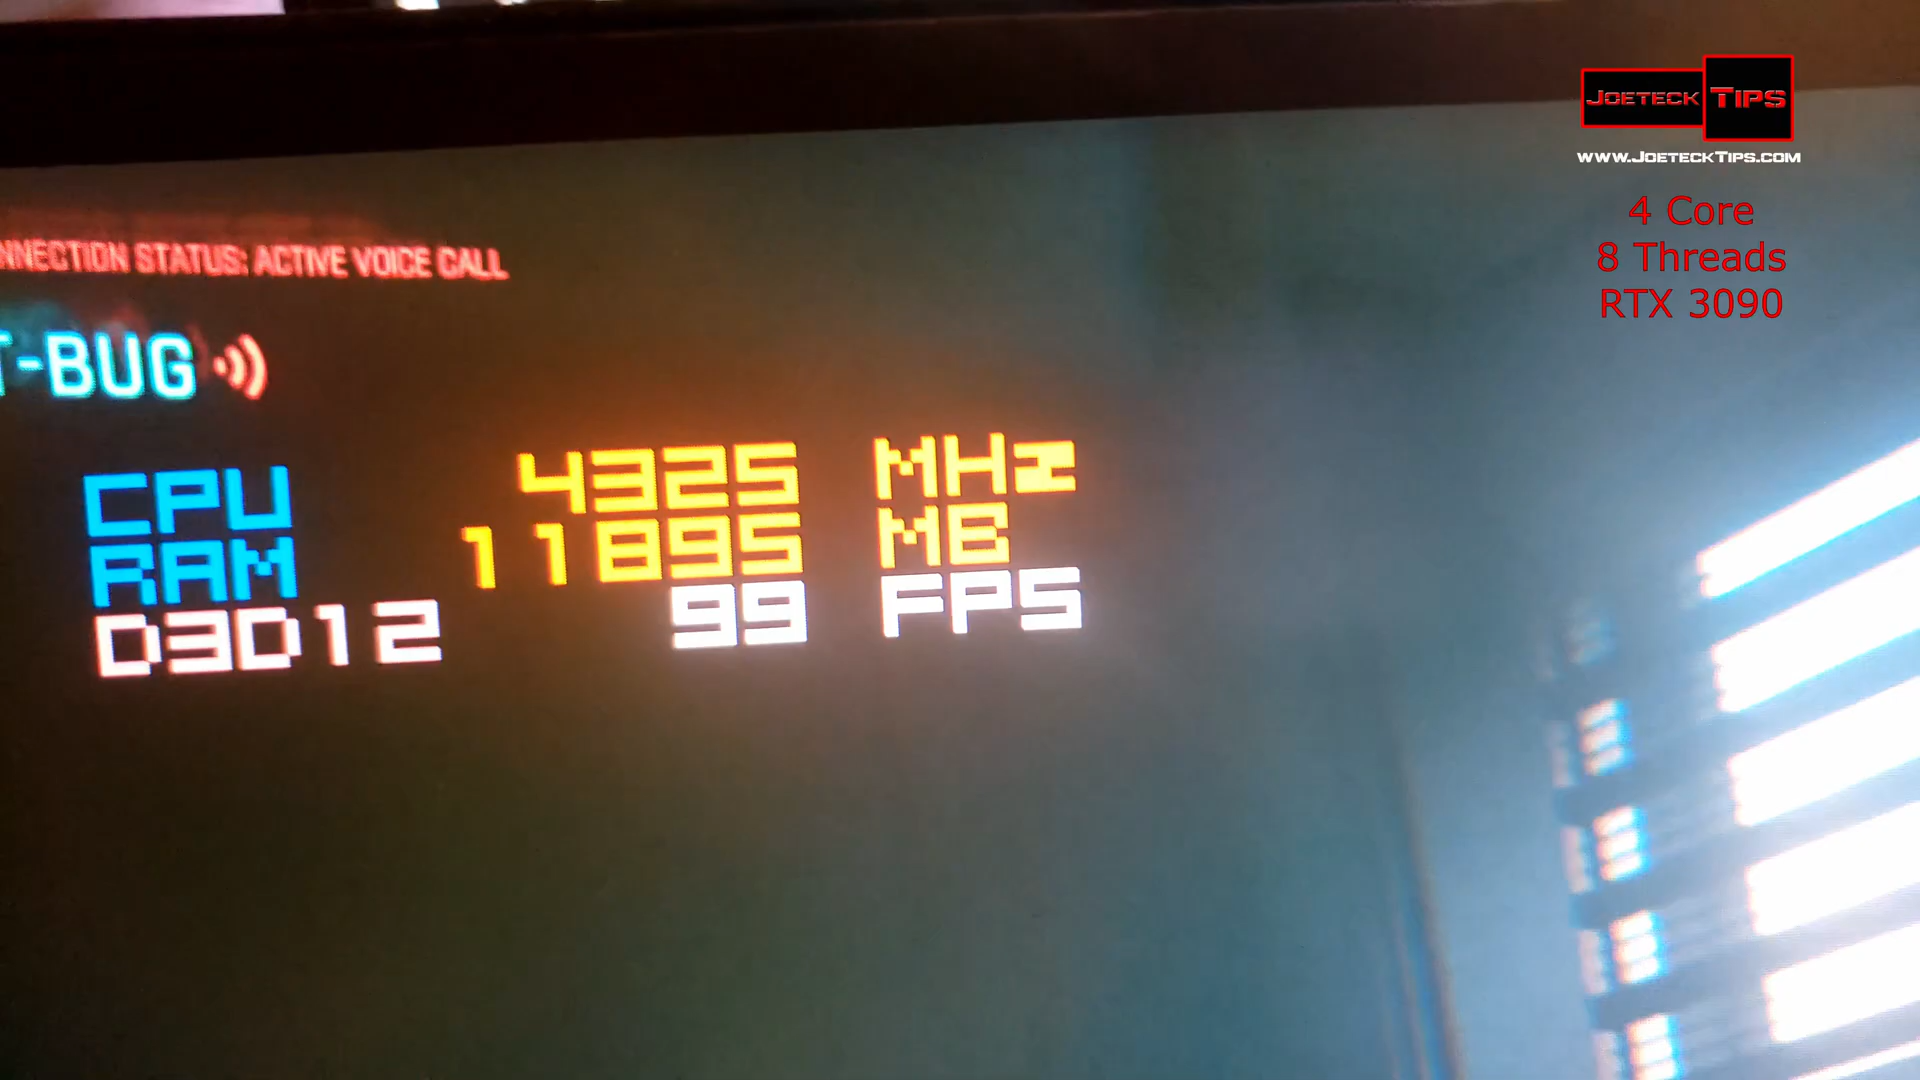 JOETECK TIPS
WWW.JOETECKTIPS.COM
4 Core
8 Threads
RTX 3090
NNECTION STATUS: ACTIVE VOICE CALL
T-BUG
CPU 4325 MHz
RAM 11895 MB
D3D12 99 FPS